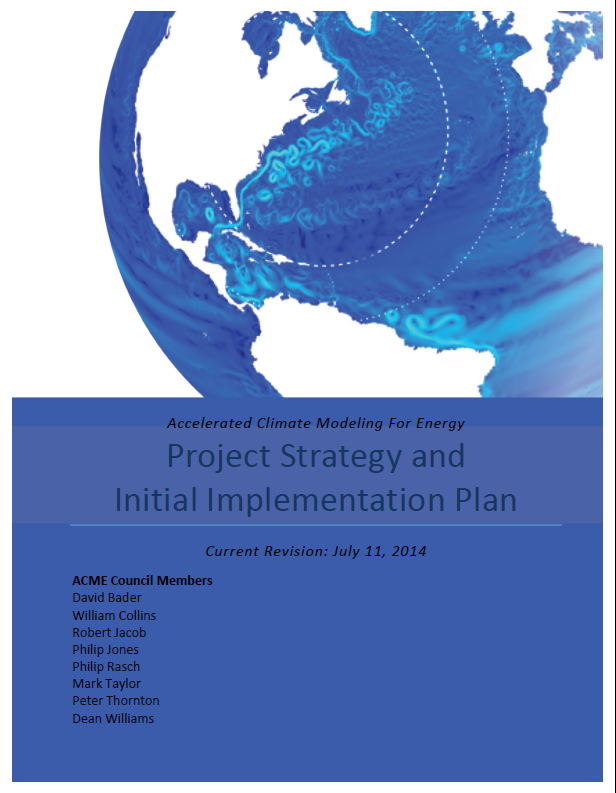 Accelerated Climate Modeling For Energy
Project Strategy and
Initial Implementation Plan
Current Revision: July 11, 2014
ACME Council Members
David Bader
William Collins
Robert Jacob
Philip Jones
Philip Rasch
Mark Taylor
Peter Thornton
Dean Williams